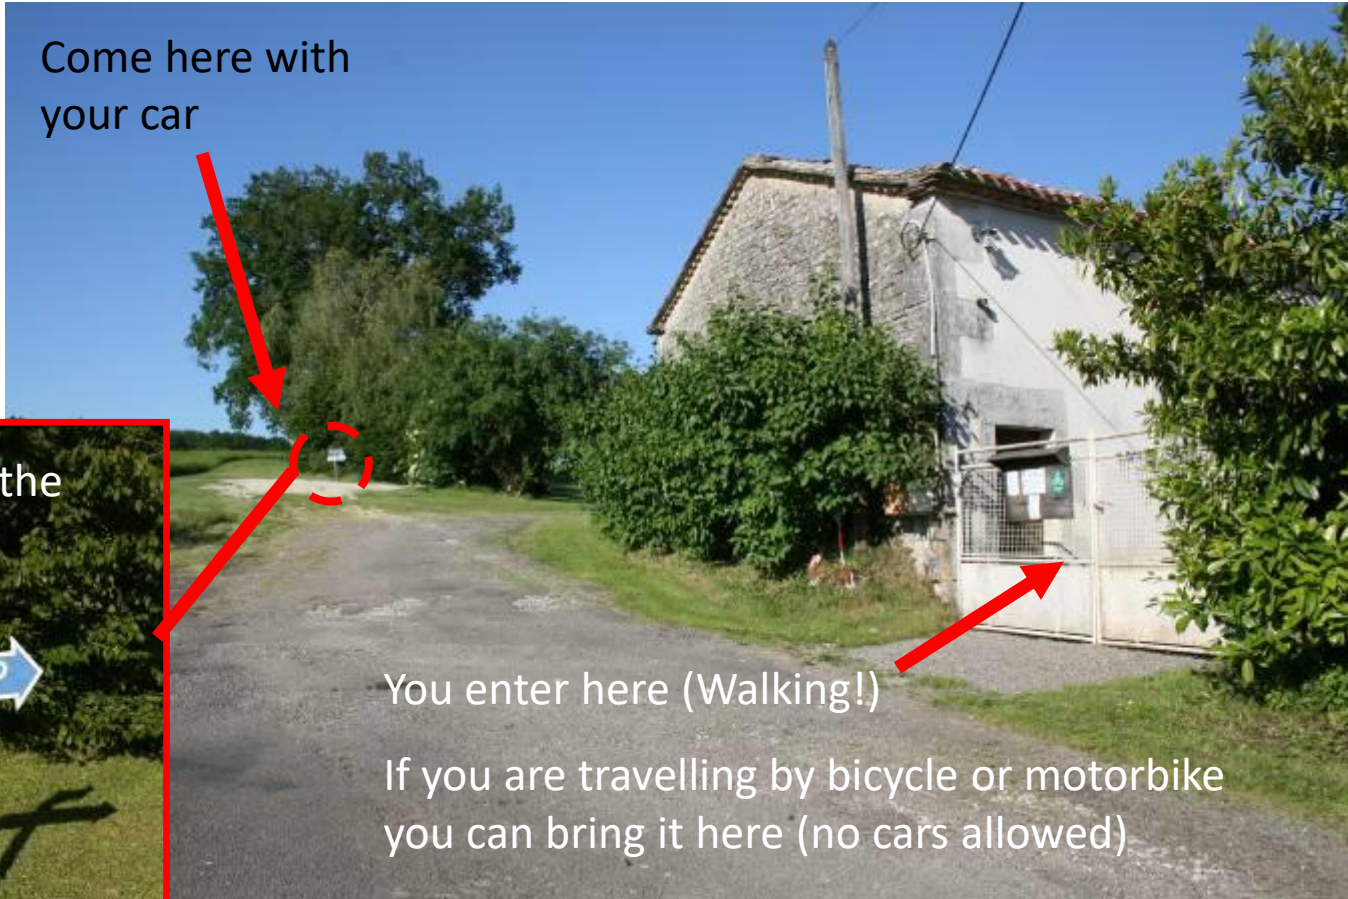 Come here with
your car
the
You enter here (Walking!)
If you are travelling by bicycle or motorbike
you can bring it here (no cars allowed)